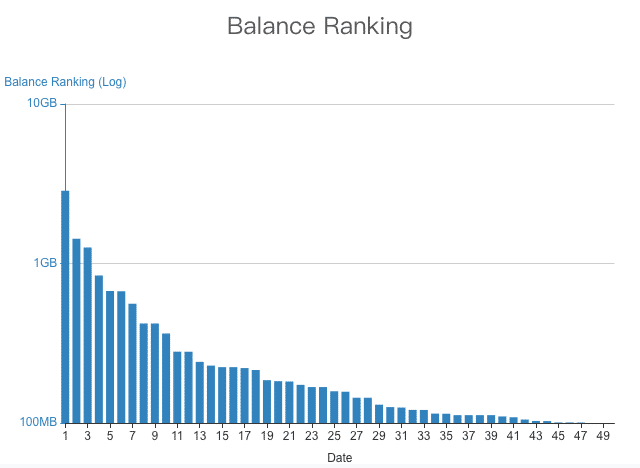 Balance Ranking
Balance Ranking (Log)
10GB
1GB
100MB
1 3 5 7 9 11 13 15 17 19 21 23 25 27 29 31 33 35 37 39 41 43 45 47 49
Date